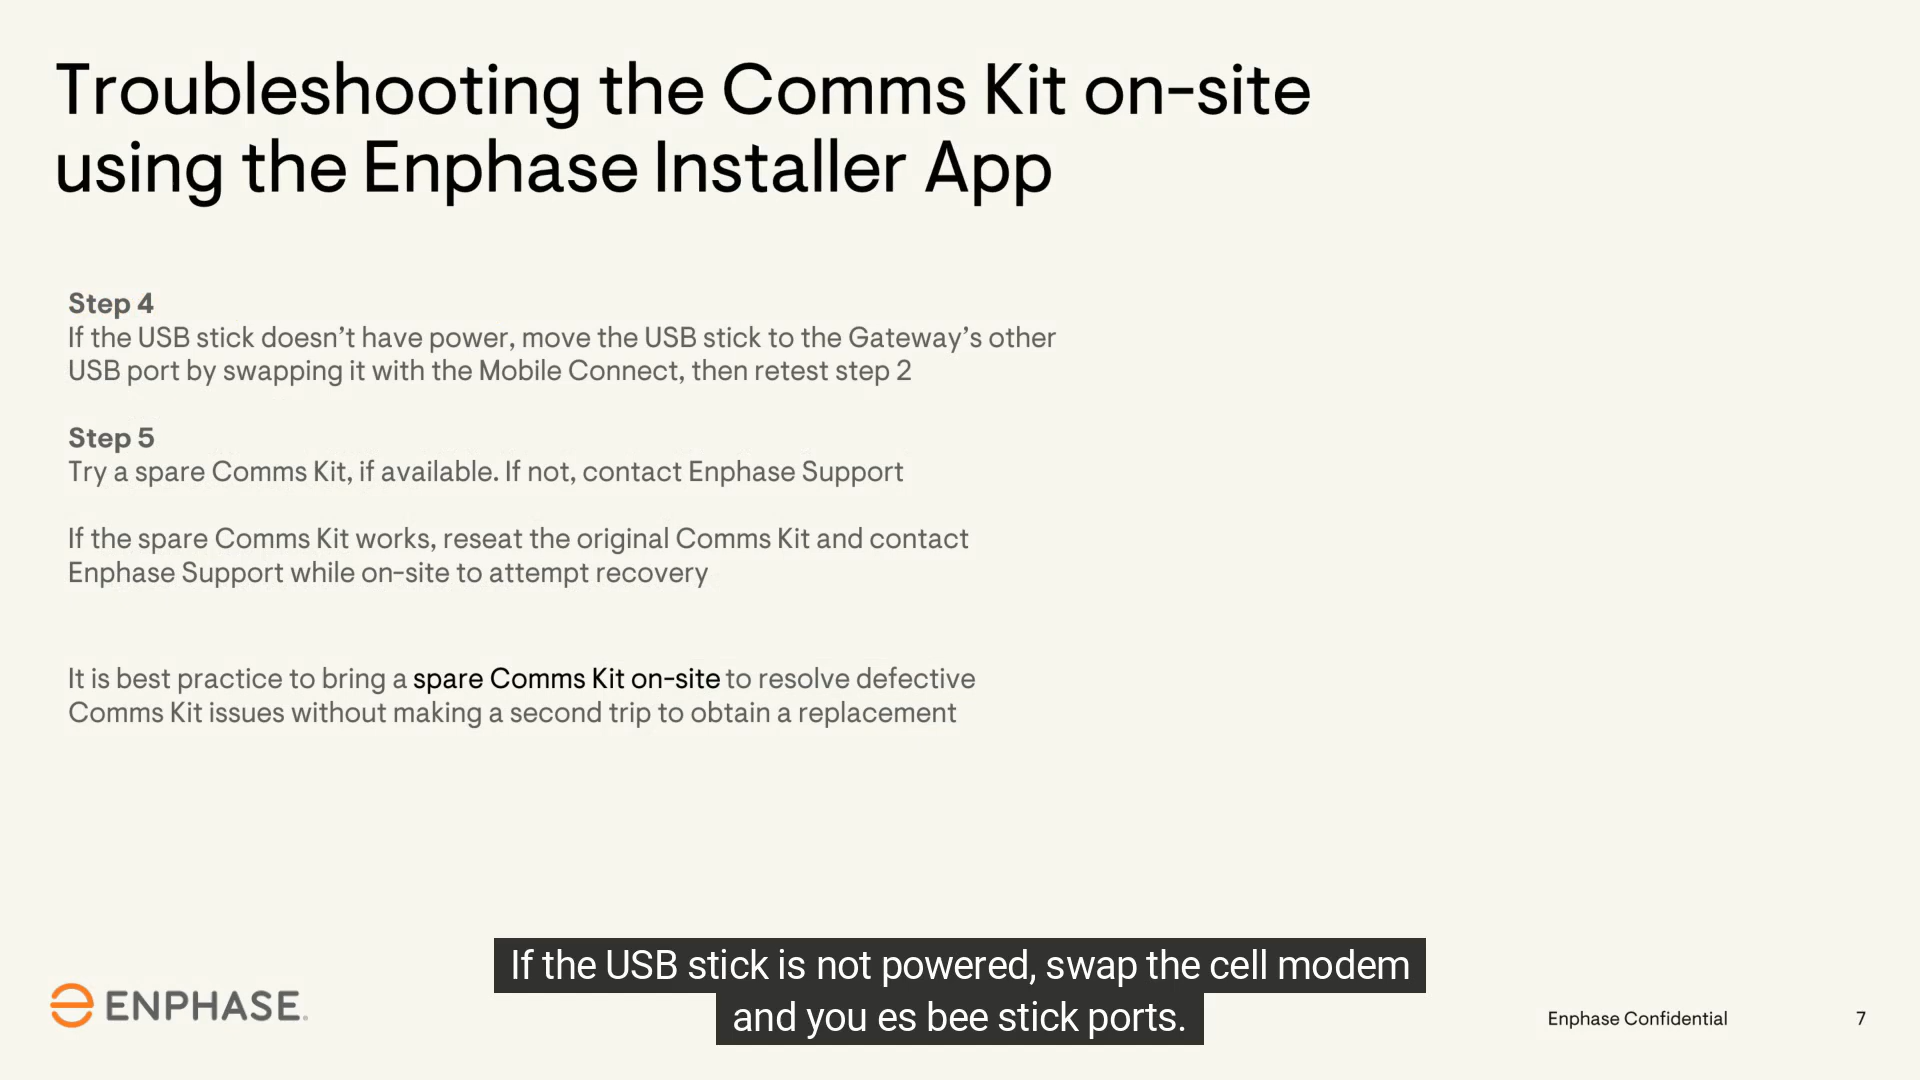 Troubleshooting the Comms Kit on-site
using the Enphase Installer App
Step 4
If the USB stick doesn’t have power, move the USB stick to the Gateway’s other
USB port by swapping it with the Mobile Connect, then retest step 2
Step 5
Try a spare Comms Kit, if available. If not, contact Enphase Support
If the spare Comms Kit works, reseat the original Comms Kit and contact
Enphase Support while on-site to attempt recovery
It is best practice to bring a spare Comms Kit on-site to resolve defective
Comms Kit issues without making a second trip to obtain a replacement
If the USB stick is not powered, swap the cell modem
and you es bee stick ports.
ENPHASE.
Enphase Confidential
7